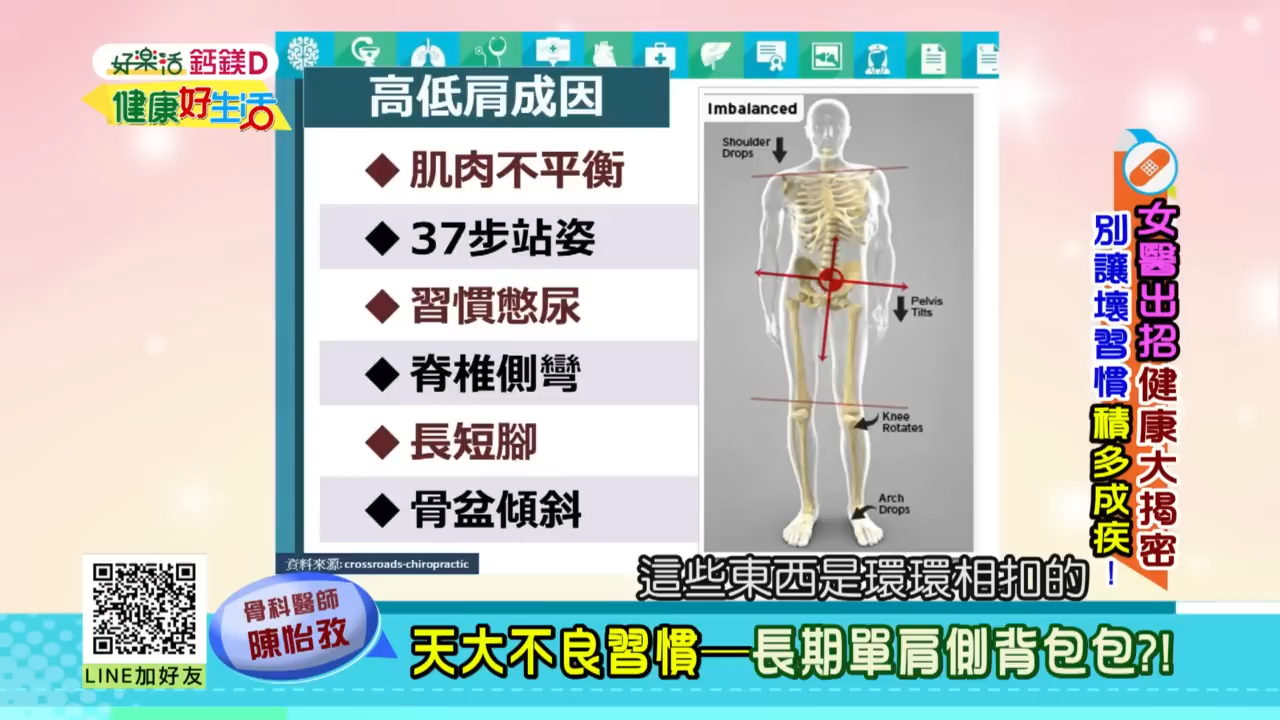 好樂活 鈣鎂D
健康好生活
高低肩成因
肌肉不平衡
37步站姿
習慣憋尿
脊椎側彎
長短腳
骨盆傾斜
資料來源:crossroads-chiropractic
Imbalanced
Shoulder
Drops
Pelvis
Tilts
Knee
Rotates
Arch
Drops
女醫出招健康大揭密
別讓壞習慣積多成疾!
這些東西是環環相扣的
LINE加好友
骨科醫師
陳怡孜
天大不良習慣—長期單肩側背包包?!